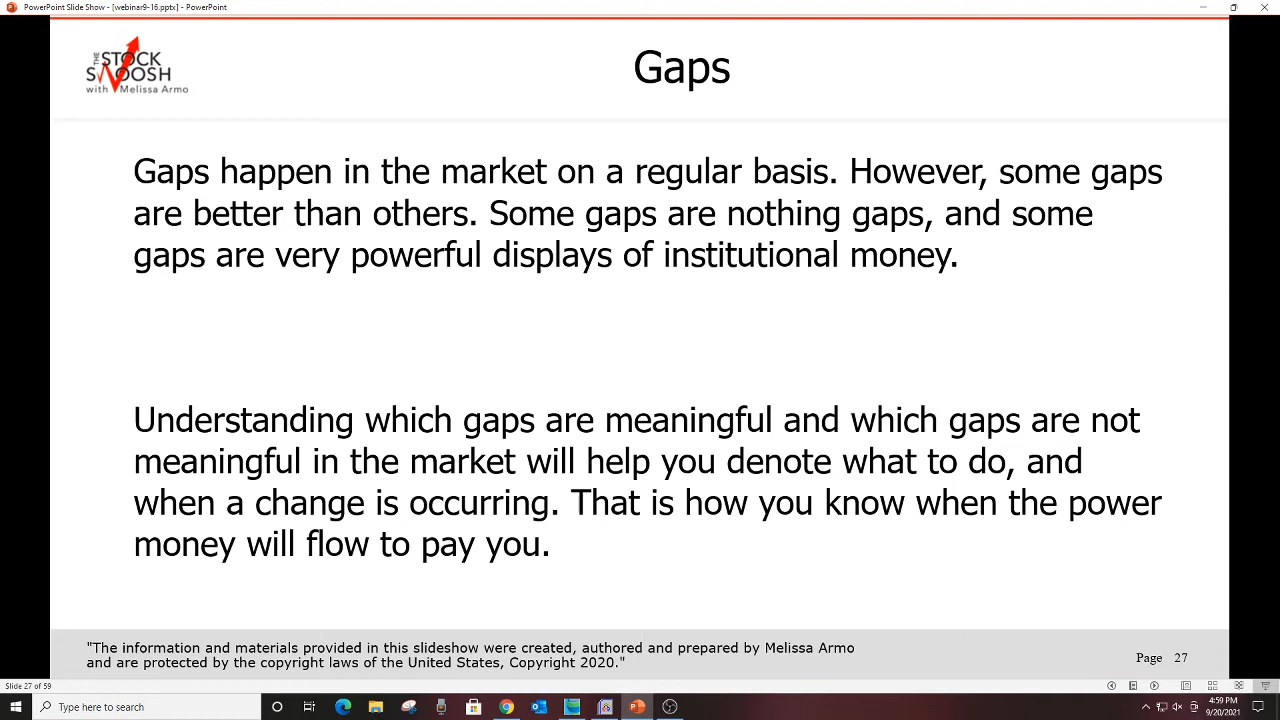 PowerPoint Slide Show - [webinar9-16.pptx] - PowerPoint
THE STOCK
SWOOSH
with Melissa Armo
Gaps
Gaps happen in the market on a regular basis. However, some gaps
are better than others. Some gaps are nothing gaps, and some
gaps are very powerful displays of institutional money.
Understanding which gaps are meaningful and which gaps are not
meaningful in the market will help you denote what to do, and
when a change is occurring. That is how you know when the power
money will flow to pay you.
"The information and materials provided in this slideshow were created, authored and prepared by Melissa Armo
and are protected by the copyright laws of the United States, Copyright 2020."
Page 27
Slide 27 of 59
Type here to search
4:59 PM
9/20/2021